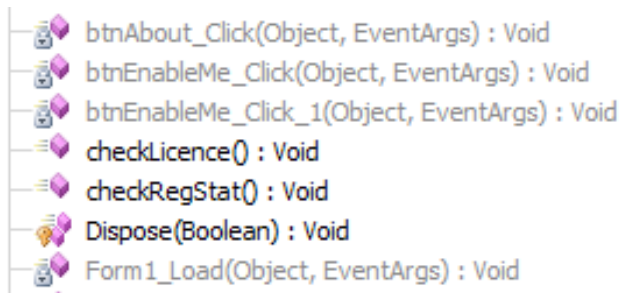 btnAbout_Click(Object, EventArgs) : Void
btnEnableMe_Click(Object, EventArgs) : Void
btnEnableMe_Click_1(Object, EventArgs) : Void
checkLicence() : Void
checkRegStat() : Void
Dispose(Boolean) : Void
Form1_Load(Object, EventArgs) : Void